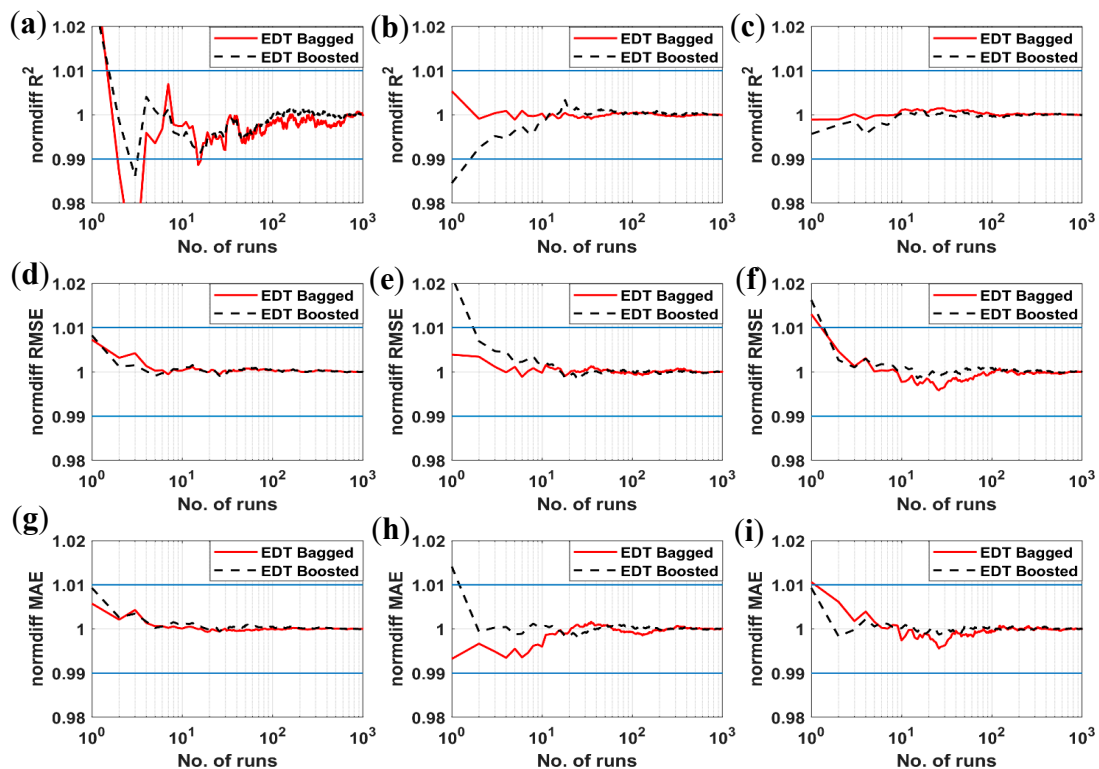 (a)
1.02
1.01
1
0.99
0.98
normdiff R²
EDT Bagged
EDT Boosted
10⁰ 10¹ 10² 10³
No. of runs
(b)
1.02
1.01
1
0.99
0.98
normdiff R²
EDT Bagged
EDT Boosted
10⁰ 10¹ 10² 10³
No. of runs
(c)
1.02
1.01
1
0.99
0.98
normdiff R²
EDT Bagged
EDT Boosted
10⁰ 10¹ 10² 10³
No. of runs
(d)
1.02
1.01
1
0.99
0.98
normdiff RMSE
EDT Bagged
EDT Boosted
10⁰ 10¹ 10² 10³
No. of runs
(e)
1.02
1.01
1
0.99
0.98
normdiff RMSE
EDT Bagged
EDT Boosted
10⁰ 10¹ 10² 10³
No. of runs
(f)
1.02
1.01
1
0.99
0.98
normdiff RMSE
EDT Bagged
EDT Boosted
10⁰ 10¹ 10² 10³
No. of runs
(g)
1.02
1.01
1
0.99
0.98
normdiff MAE
EDT Bagged
EDT Boosted
10⁰ 10¹ 10² 10³
No. of runs
(h)
1.02
1.01
1
0.99
0.98
normdiff MAE
EDT Bagged
EDT Boosted
10⁰ 10¹ 10² 10³
No. of runs
(i)
1.02
1.01
1
0.99
0.98
normdiff MAE
EDT Bagged
EDT Boosted
10⁰ 10¹ 10² 10³
No. of runs